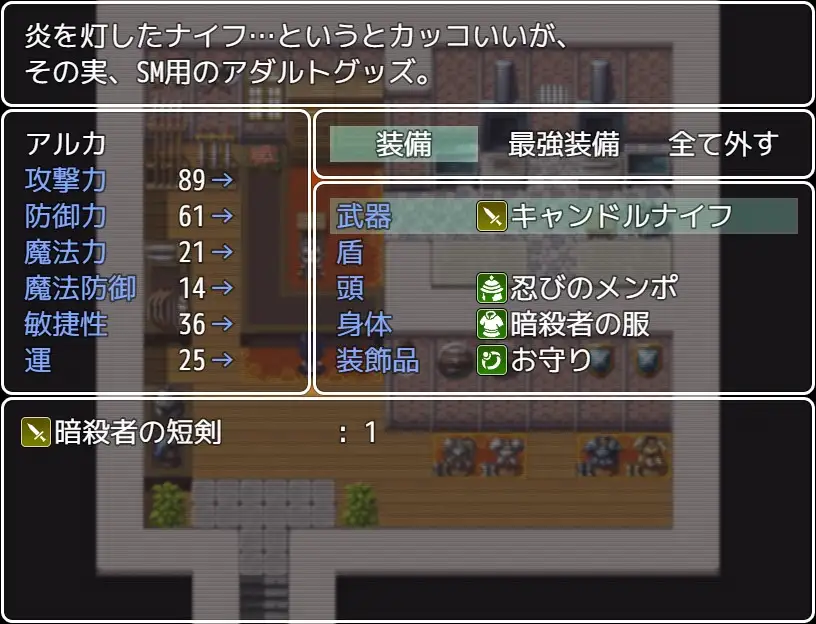 炎を灯したナイフ…というとカッコいいが、
その実、SM用のアダルトグッズ。
アルカ
攻撃力 89→
防御力 61→
魔法力 21→
魔法防御 14→
敏捷性 36→
運 25→
装備 最強装備 全て外す
武器 キャンドルナイフ
盾
頭 忍びのメンポ
身体 暗殺者の服
装飾品 お守り
暗殺者の短剣 : 1